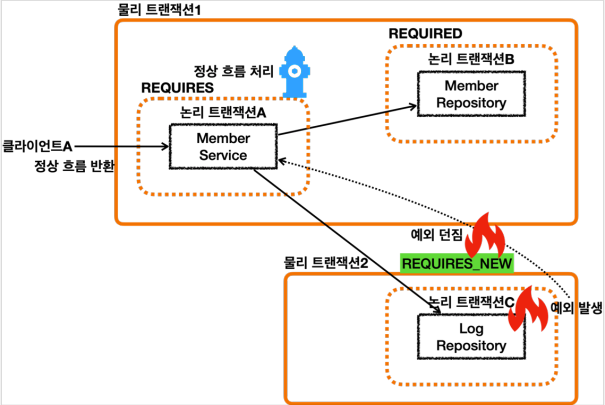 물리 트랜잭션1
REQUIRED
정상 흐름 처리
논리 트랜잭션B
REQUIRES
Member
Repository
논리 트랜잭션A
클라이언트A
Member
Service
정상 흐름 반환
예외 던짐
물리 트랜잭션2
REQUIRES_NEW
논리 트랜잭션C
예외 발생
Log
Repository